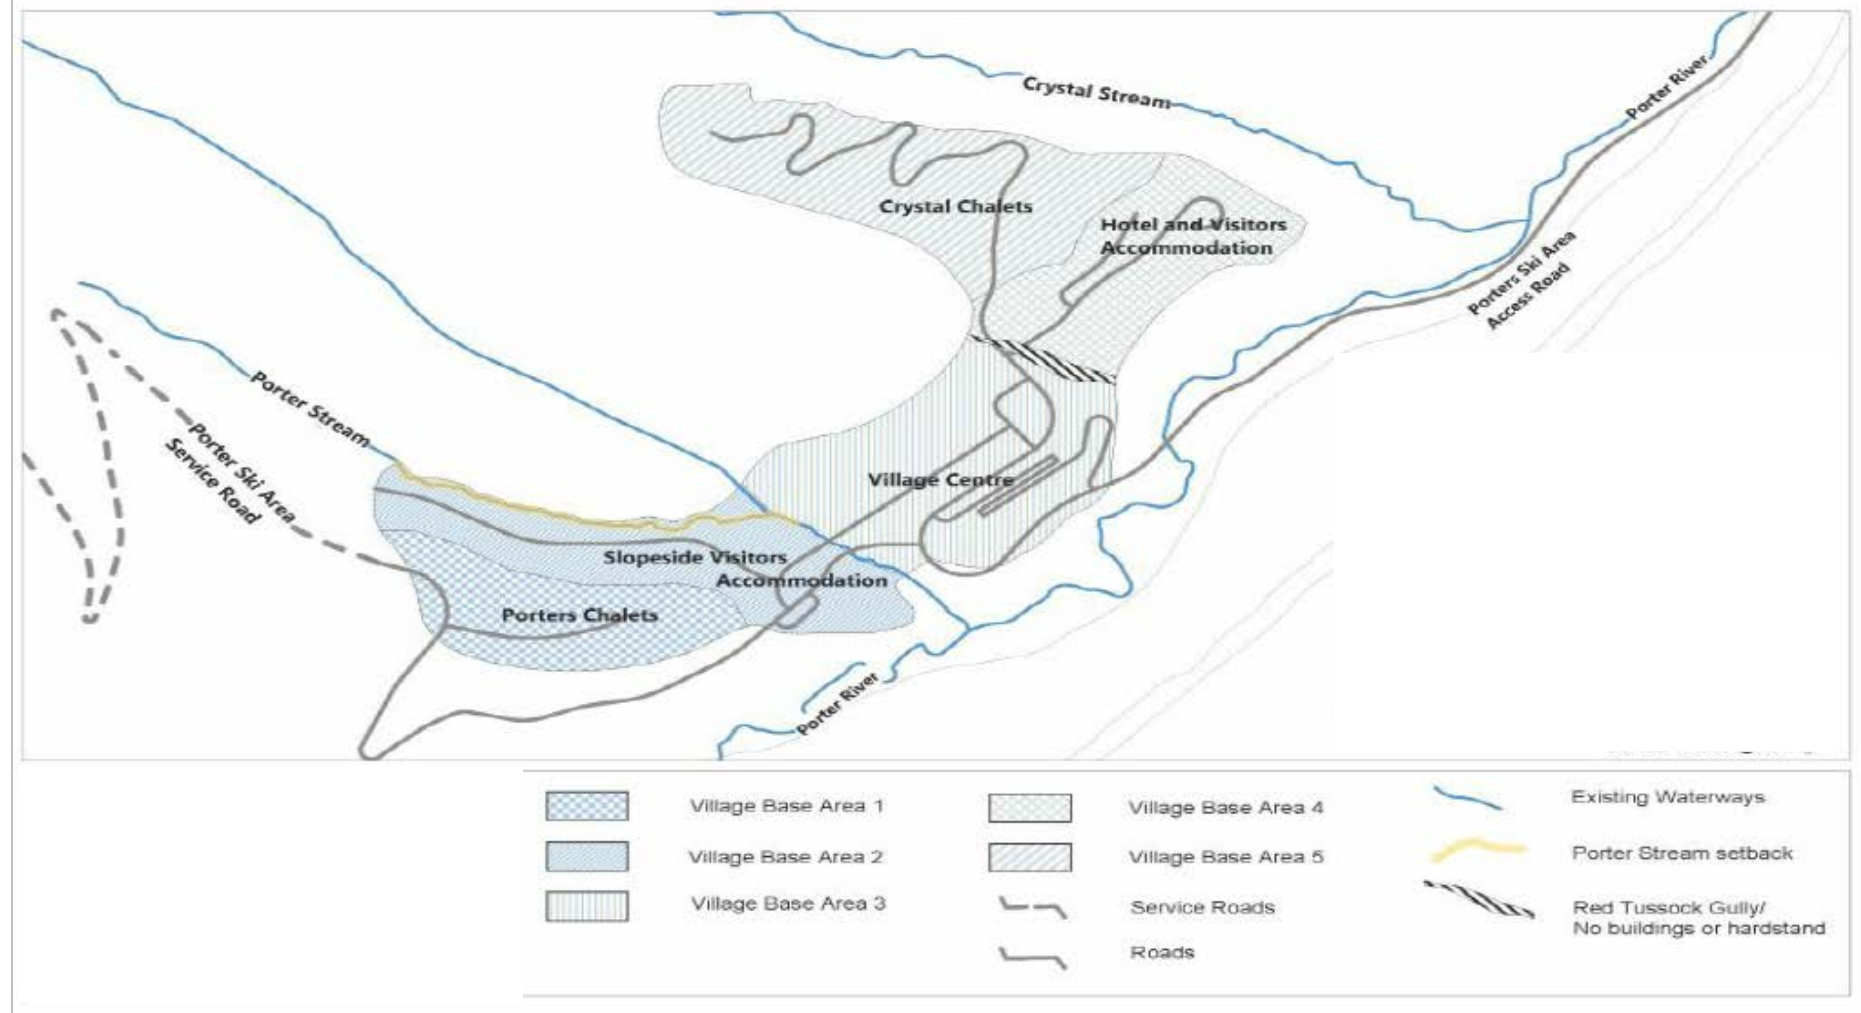 Crystal Stream
Porter River
Crystal Chalets
Hotel and Visitors
Accommodation
Porters Ski Area
Access Road
Porter Stream
Porter Ski Area
Service Road
Village Centre
Slopeside Visitors
Accommodation
Porters Chalets
Porter River
Village Base Area 1
Village Base Area 2
Village Base Area 3
Village Base Area 4
Village Base Area 5
Service Roads
Roads
Existing Waterways
Porter Stream setback
Red Tussock Gully/
No buildings or hardstand